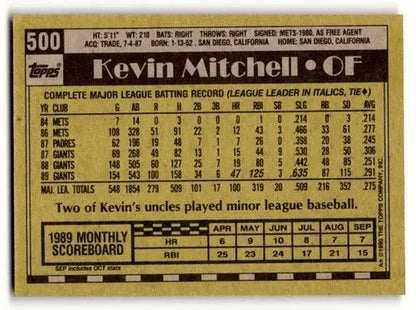 500
HT: 5'11" WT: 210 BATS: RIGHT THROWS: RIGHT SIGNED: METS-1980, AS FREE AGENT
ACQ: TRADE, 7-4-87 BORN: 1-13-62, SAN DIEGO, CALIF. HOME: SAN DIEGO, CALIF.
Topps Kevin Mitchell • OF
COMPLETE MAJOR LEAGUE BATTING RECORD (LEAGUE LEADER IN ITALICS, TIE♦)
YR CLUB G AB R H 2B 3B HR RBI SB SLG BB SO AVG
84 METS 7 14 0 3 0 0 0 1 0 .214 0 3 .214
86 METS 108 328 51 91 22 2 12 43 3 .466 33 61 .277
87 PADRES 62 196 19 48 7 1 7 26 0 .398 20 38 .245
87 GIANTS 69 268 49 82 13 1 15 44 9 .530 28 50 .306
88 GIANTS 148 505 60 127 25 7 19 80 5 .442 48 85 .251
89 GIANTS 154 543 100 158 34 6 47 125 3 .635 87 115 .291
MAJ. LEA. TOTALS 548 1854 279 509 101 17 100 319 20 .509 216 352 .275
Two of Kevin's uncles played minor league baseball.
1989 MONTHLY SCOREBOARD
APR MAY JUN JUL AUG SEP
HR 6 9 10 8 7 7
RBI 25 23 24 17 21 15
SEP INCLUDES OCT STATS
A* © 1990 THE TOPPS COMPANY, INC.